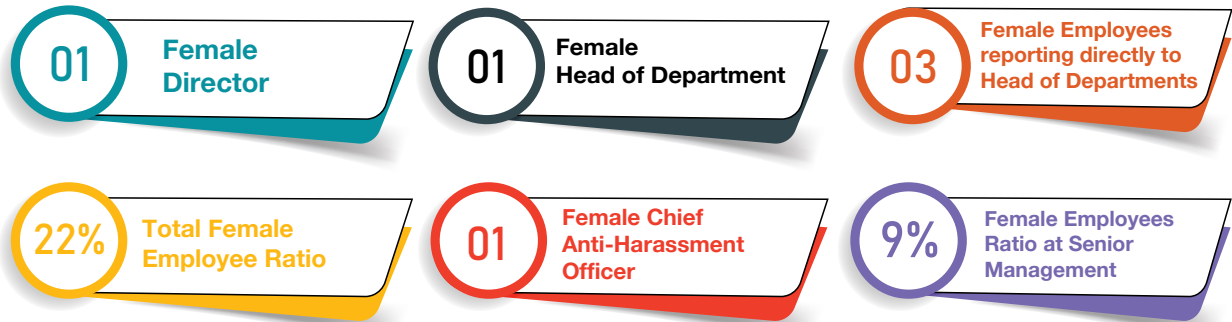 01
Female
Director
01
Female
Head of Department
03
Female Employees
reporting directly to
Head of Departments
22%
Total Female
Employee Ratio
01
Female Chief
Anti-Harassment
Officer
9%
Female Employees
Ratio at Senior
Management